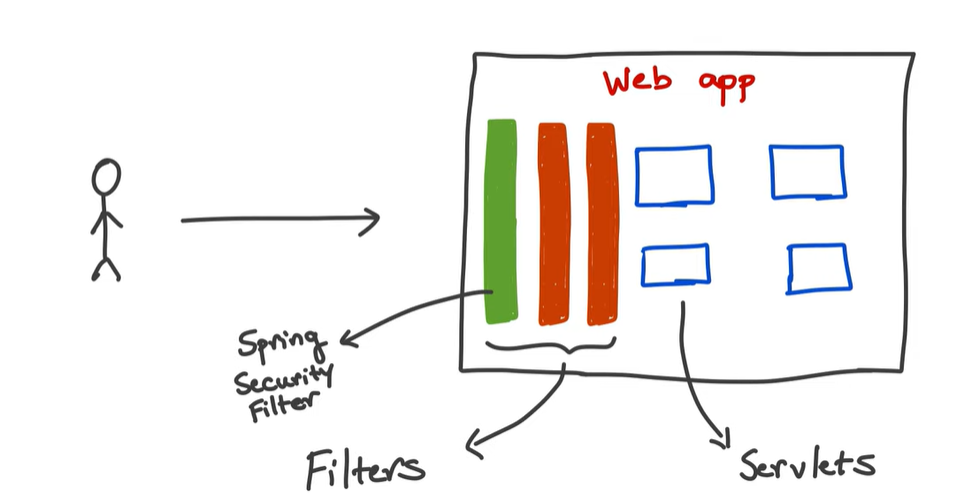 Web app
Spring
Security
Filter
Filters
Servlets